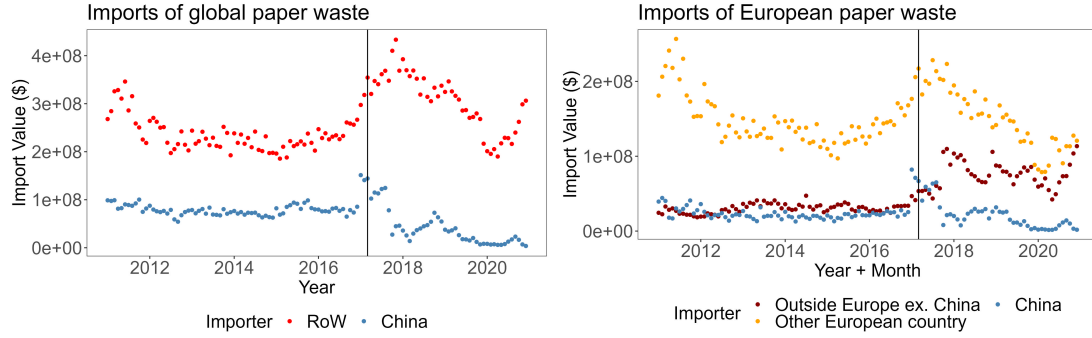 Imports of global paper waste
Import Value ($)
4e+08
3e+08
2e+08
1e+08
0e+00
2012 2014 2016 2018 2020
Year
Importer RoW China
Imports of European paper waste
Import Value ($)
2e+08
1e+08
0e+00
2012 2014 2016 2018 2020
Year + Month
Importer Outside Europe ex. China China
Other European country